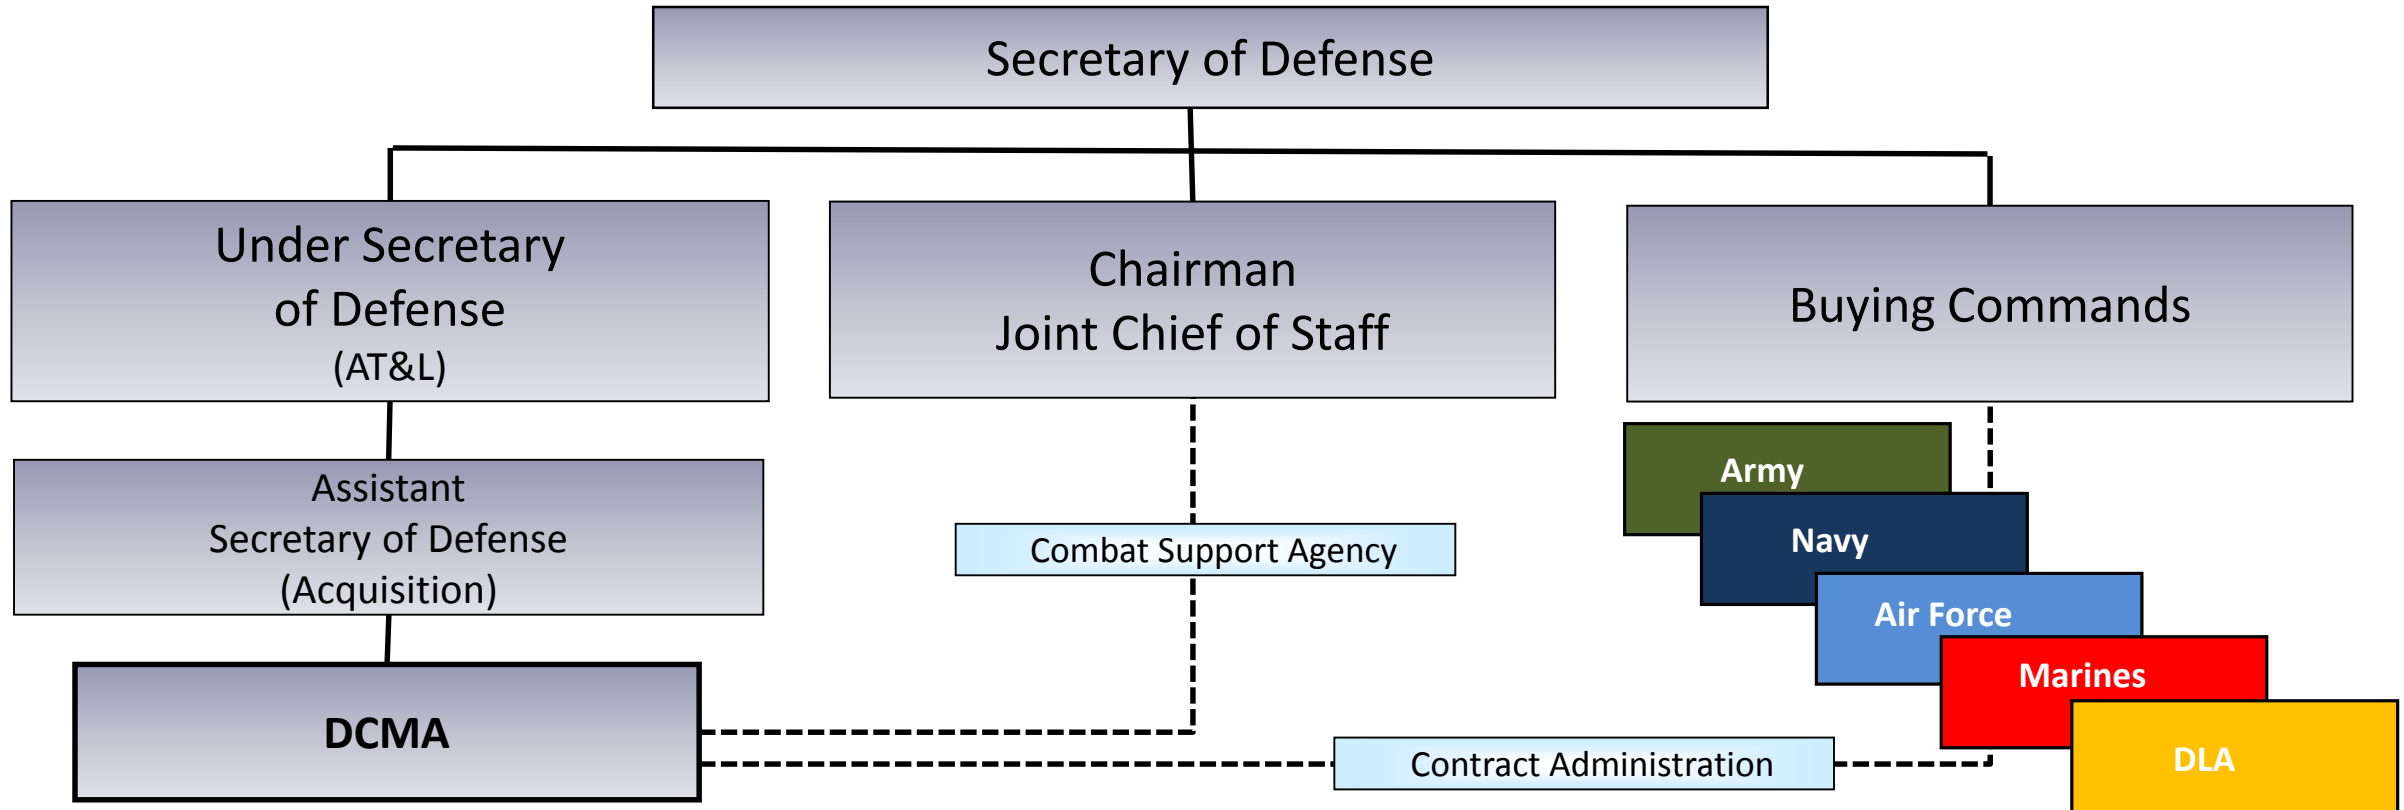 Secretary of Defense
Under Secretary
of Defense
(AT&L)
Chairman
Joint Chief of Staff
Buying Commands
Assistant
Secretary of Defense
(Acquisition)
Combat Support Agency
Army
Navy
Air Force
Marines
DLA
DCMA
Contract Administration